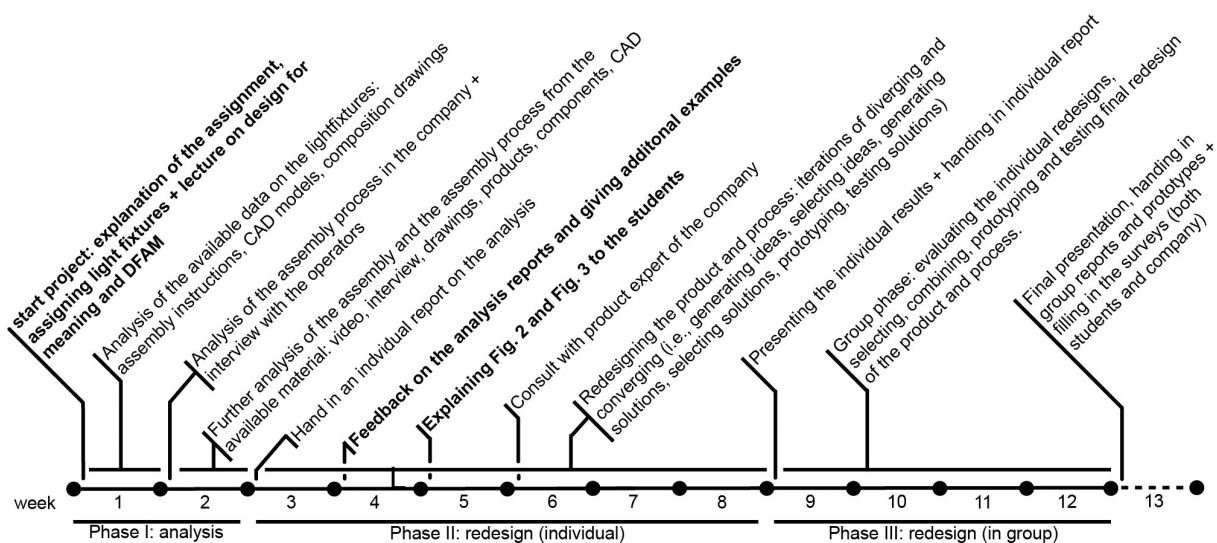 start project: explanation of the assignment,
assigning light fixtures + lecture on design for
meaning and DFAM
Analysis of the available data on the lightfixtures:
assembly instructions, CAD models, composition drawings
Analysis of the assembly process in the company +
interview with the operators
Further analysis of the assembly and the assembly process from the
available material: video, interview, drawings, products, components, CAD
Hand in an individual report on the analysis
Feedback on the analysis reports and giving additonal examples
Explaining Fig. 2 and Fig. 3 to the students
Consult with product expert of the company
Redesigning the product and process: iterations of diverging and
converging (i.e., generating ideas, selecting ideas, generating
solutions, selecting solutions, prototyping, testing solutions)
Presenting the individual results + handing in individual report
Group phase: evaluating the individual redesigns,
selecting, combining, prototyping and testing final redesign
of the product and process.
Final presentation, handing in
group reports and prototypes +
filling in the surveys (both
students and company)
week 1 2 3 4 5 6 7 8 9 10 11 12 13
Phase I: analysis
Phase II: redesign (individual)
Phase III: redesign (in group)